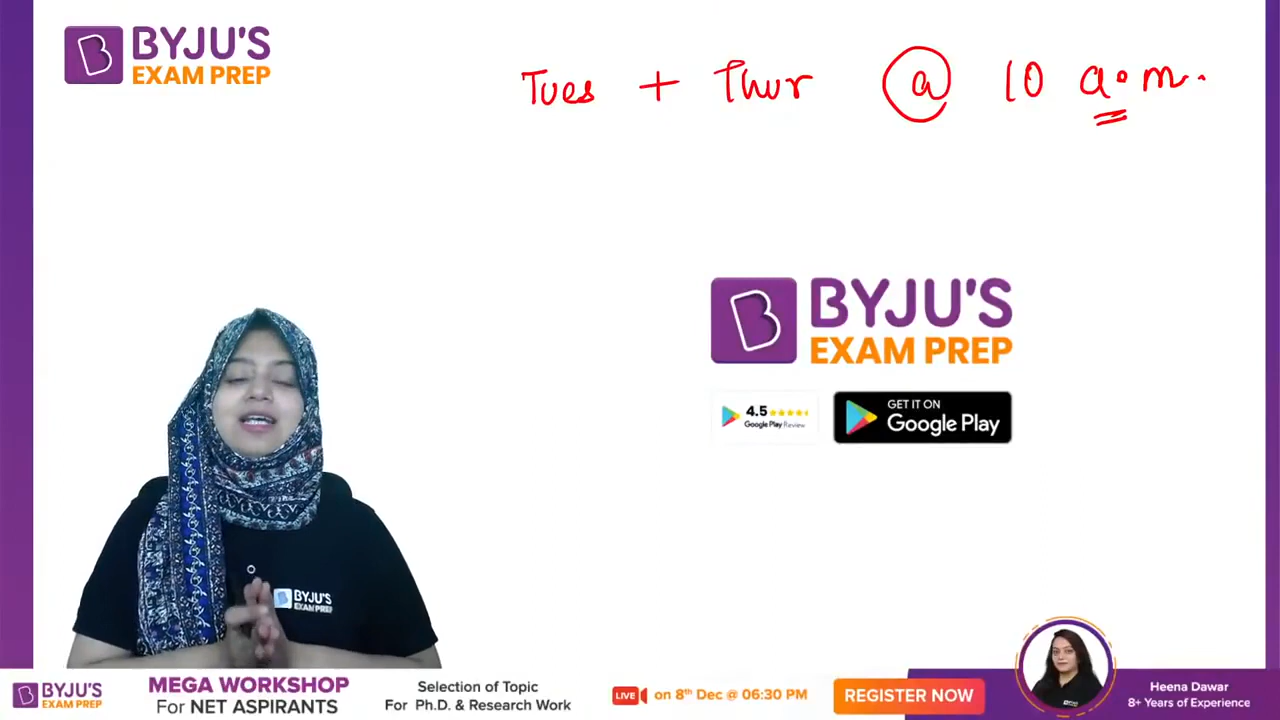 BYJU'S
EXAM PREP
Tues + Thur @ 10 a.m.
BYJU'S
EXAM PREP
4.5
Google Play Review
GET IT ON
Google Play
BYJU'S
EXAM PREP
BYJU'S
EXAM PREP
MEGA WORKSHOP
For NET ASPIRANTS
Selection of Topic
For Ph.D. & Research Work
LIVE on 8th Dec @ 06:30 PM
REGISTER NOW
Heena Dawar
8+ Years of Experience